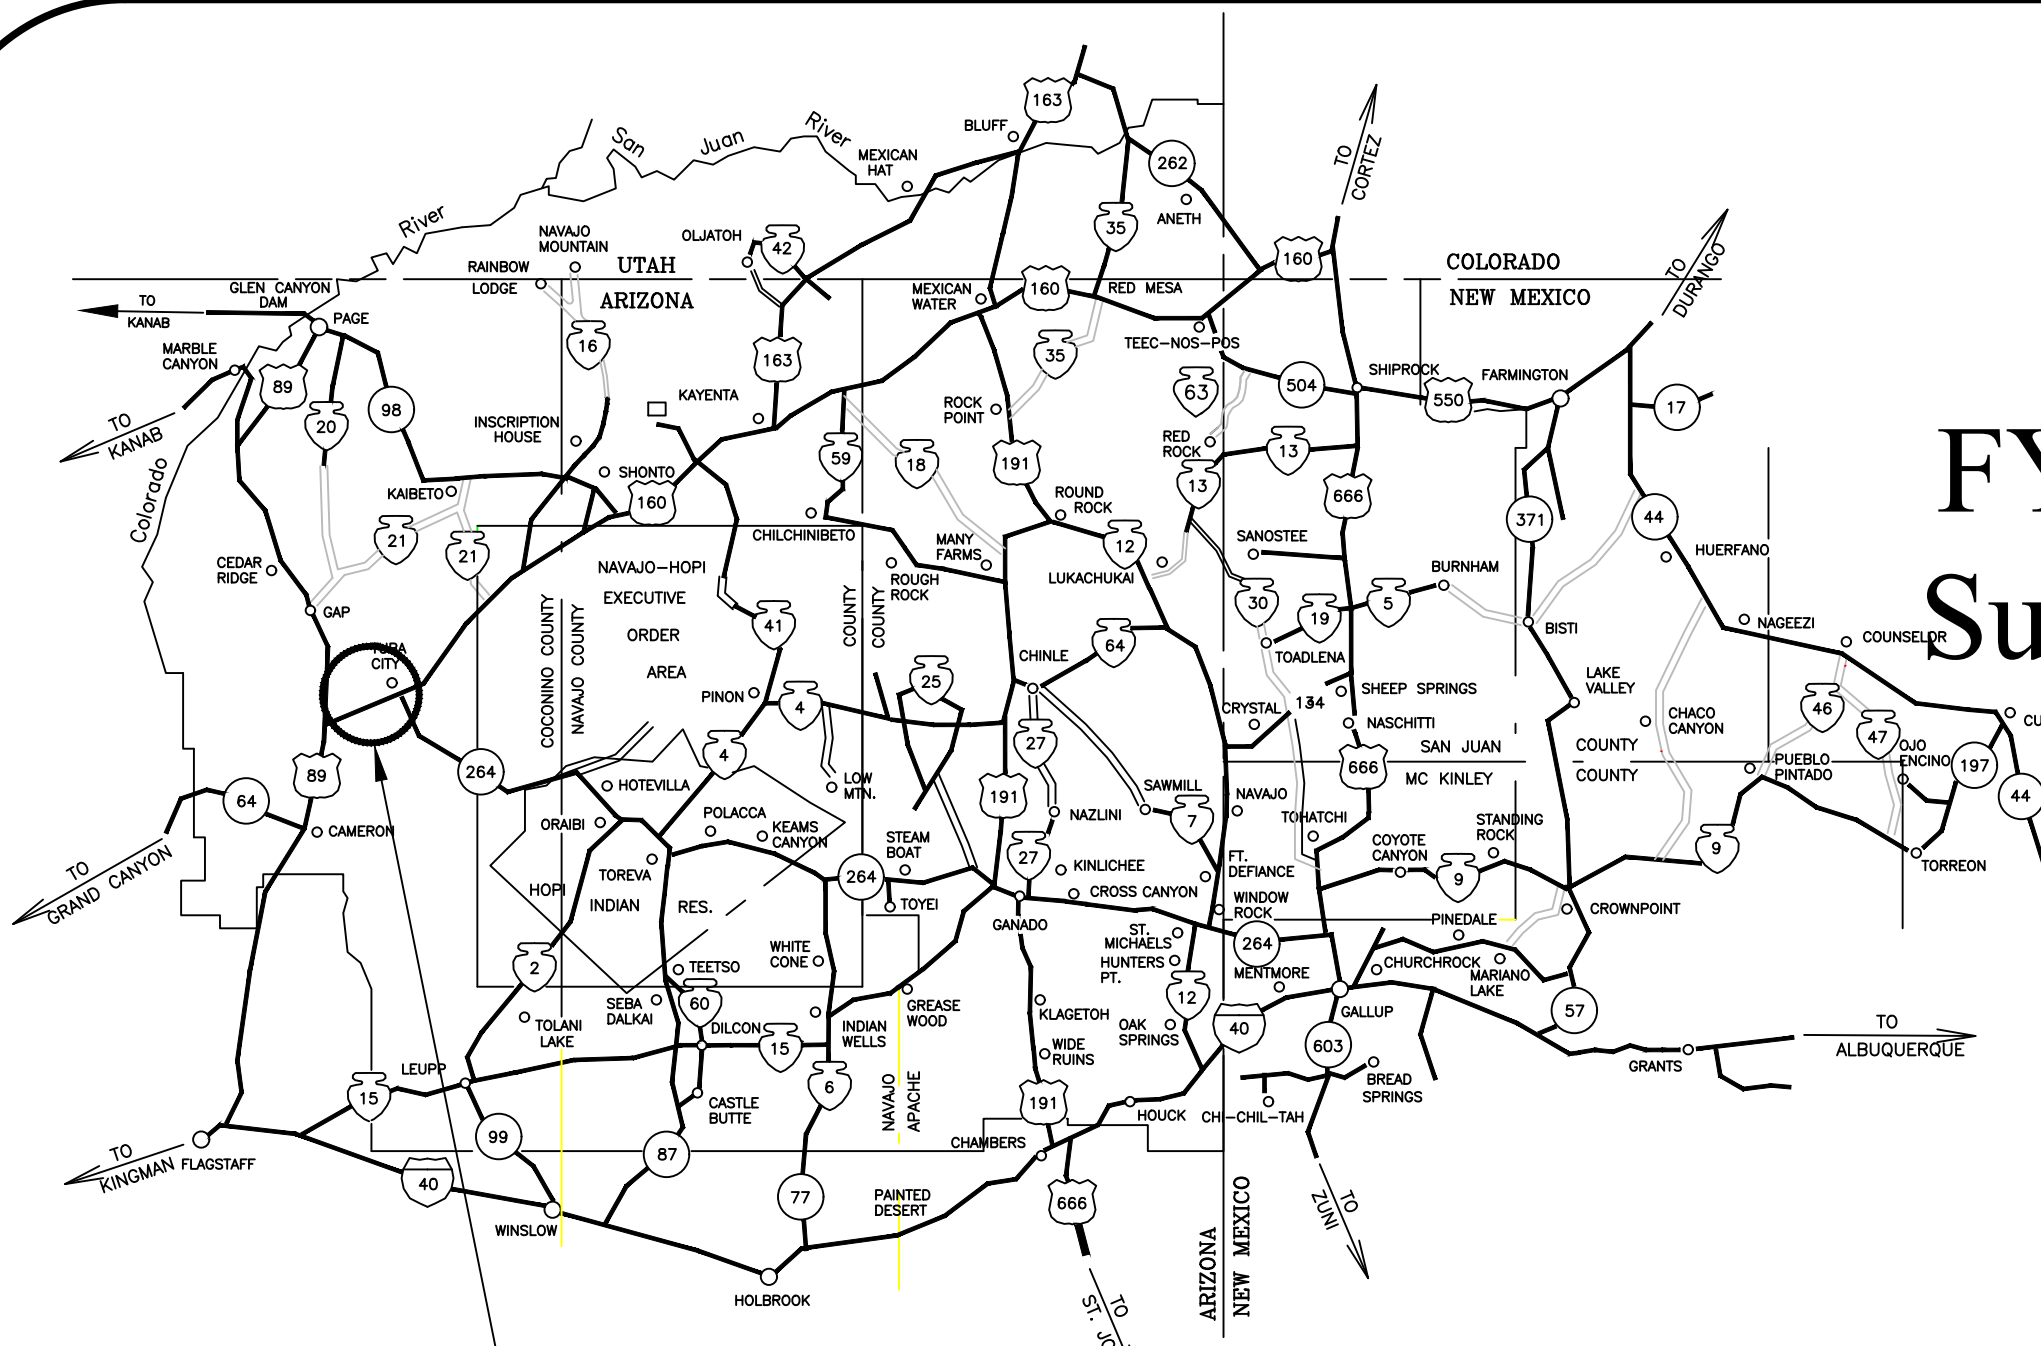 163
BLUFF
San
Juan
River
MEXICAN
HAT
262
ANETH
35
TO
CORTEZ
River
NAVAJO
MOUNTAIN
OLJATOH
42
RAINBOW
LODGE
UTAH
ARIZONA
160
COLORADO
NEW MEXICO
TO
DURANGO
GLEN CANYON
DAM
TO
KANAB
PAGE
MEXICAN
WATER
160
RED MESA
TEEC-NOS-POS
MARBLE
CANYON
89
16
163
35
63
504
SHIPROCK
550
FARMINGTON
17
TO
KANAB
20
98
INSCRIPTION
HOUSE
KAYENTA
ROCK
POINT
RED
ROCK
13
FY
59
18
191
13
666
Colorado
KAIBETO
SHONTO
160
ROUND
ROCK
371
44
21
21
CHILCHINIBETO
MANY
FARMS
12
SANOSTEE
HUERFANO
CEDAR
RIDGE
NAVAJO-HOPI
EXECUTIVE
ORDER
AREA
ROUGH
ROCK
LUKACHUKAI
BURNHAM
30
19
5
Su
GAP
41
COUNTY
COUNTY
64
TOADLENA
BISTI
NAGEEZI
COUNSELOR
TUBA
CITY
COCONINO COUNTY
NAVAJO COUNTY
CHINLE
25
PINON
4
SHEEP SPRINGS
LAKE
VALLEY
134
CRYSTAL
NASCHITTI
CHACO
CANYON
46
47
CU
27
4
SAN JUAN
COUNTY
MC KINLEY
COUNTY
666
OJO
ENCINO
197
PUEBLO
PINTADO
264
89
HOTEVILLA
LOW
MTN.
191
SAWMILL
NAVAJO
44
64
CAMERON
ORAIBI
POLACCA
KEAMS
CANYON
STEAM
BOAT
NAZLINI
7
TOHATCHI
STANDING
ROCK
COYOTE
CANYON
9
9
TORREON
TO
GRAND CANYON
TOREVA
HOPI
INDIAN
RES.
264
TOYEI
27
KINLICHEE
CROSS CANYON
FT.
DEFIANCE
WINDOW
ROCK
PINEDALE
CROWNPOINT
GANADO
ST.
MICHAELS
HUNTERS
PT.
264
MENTMORE
CHURCHROCK
MARIANO
LAKE
2
TEETSO
WHITE
CONE
SEBA
DALKAI
60
GREASE
WOOD
KLAGETOH
12
57
TOLANI
LAKE
DILCON
15
INDIAN
WELLS
OAK
SPRINGS
40
GALLUP
603
TO
ALBUQUERQUE
WIDE
RUINS
GRANTS
LEUPP
15
6
NAVAJO
APACHE
191
BREAD
SPRINGS
CASTLE
BUTTE
HOUCK
CHI-CHIL-TAH
99
87
CHAMBERS
TO
KINGMAN
FLAGSTAFF
40
77
PAINTED
DESERT
666
TO
ZUNI
WINSLOW
ARIZONA
NEW MEXICO
HOLBROOK
TO
ST. JO